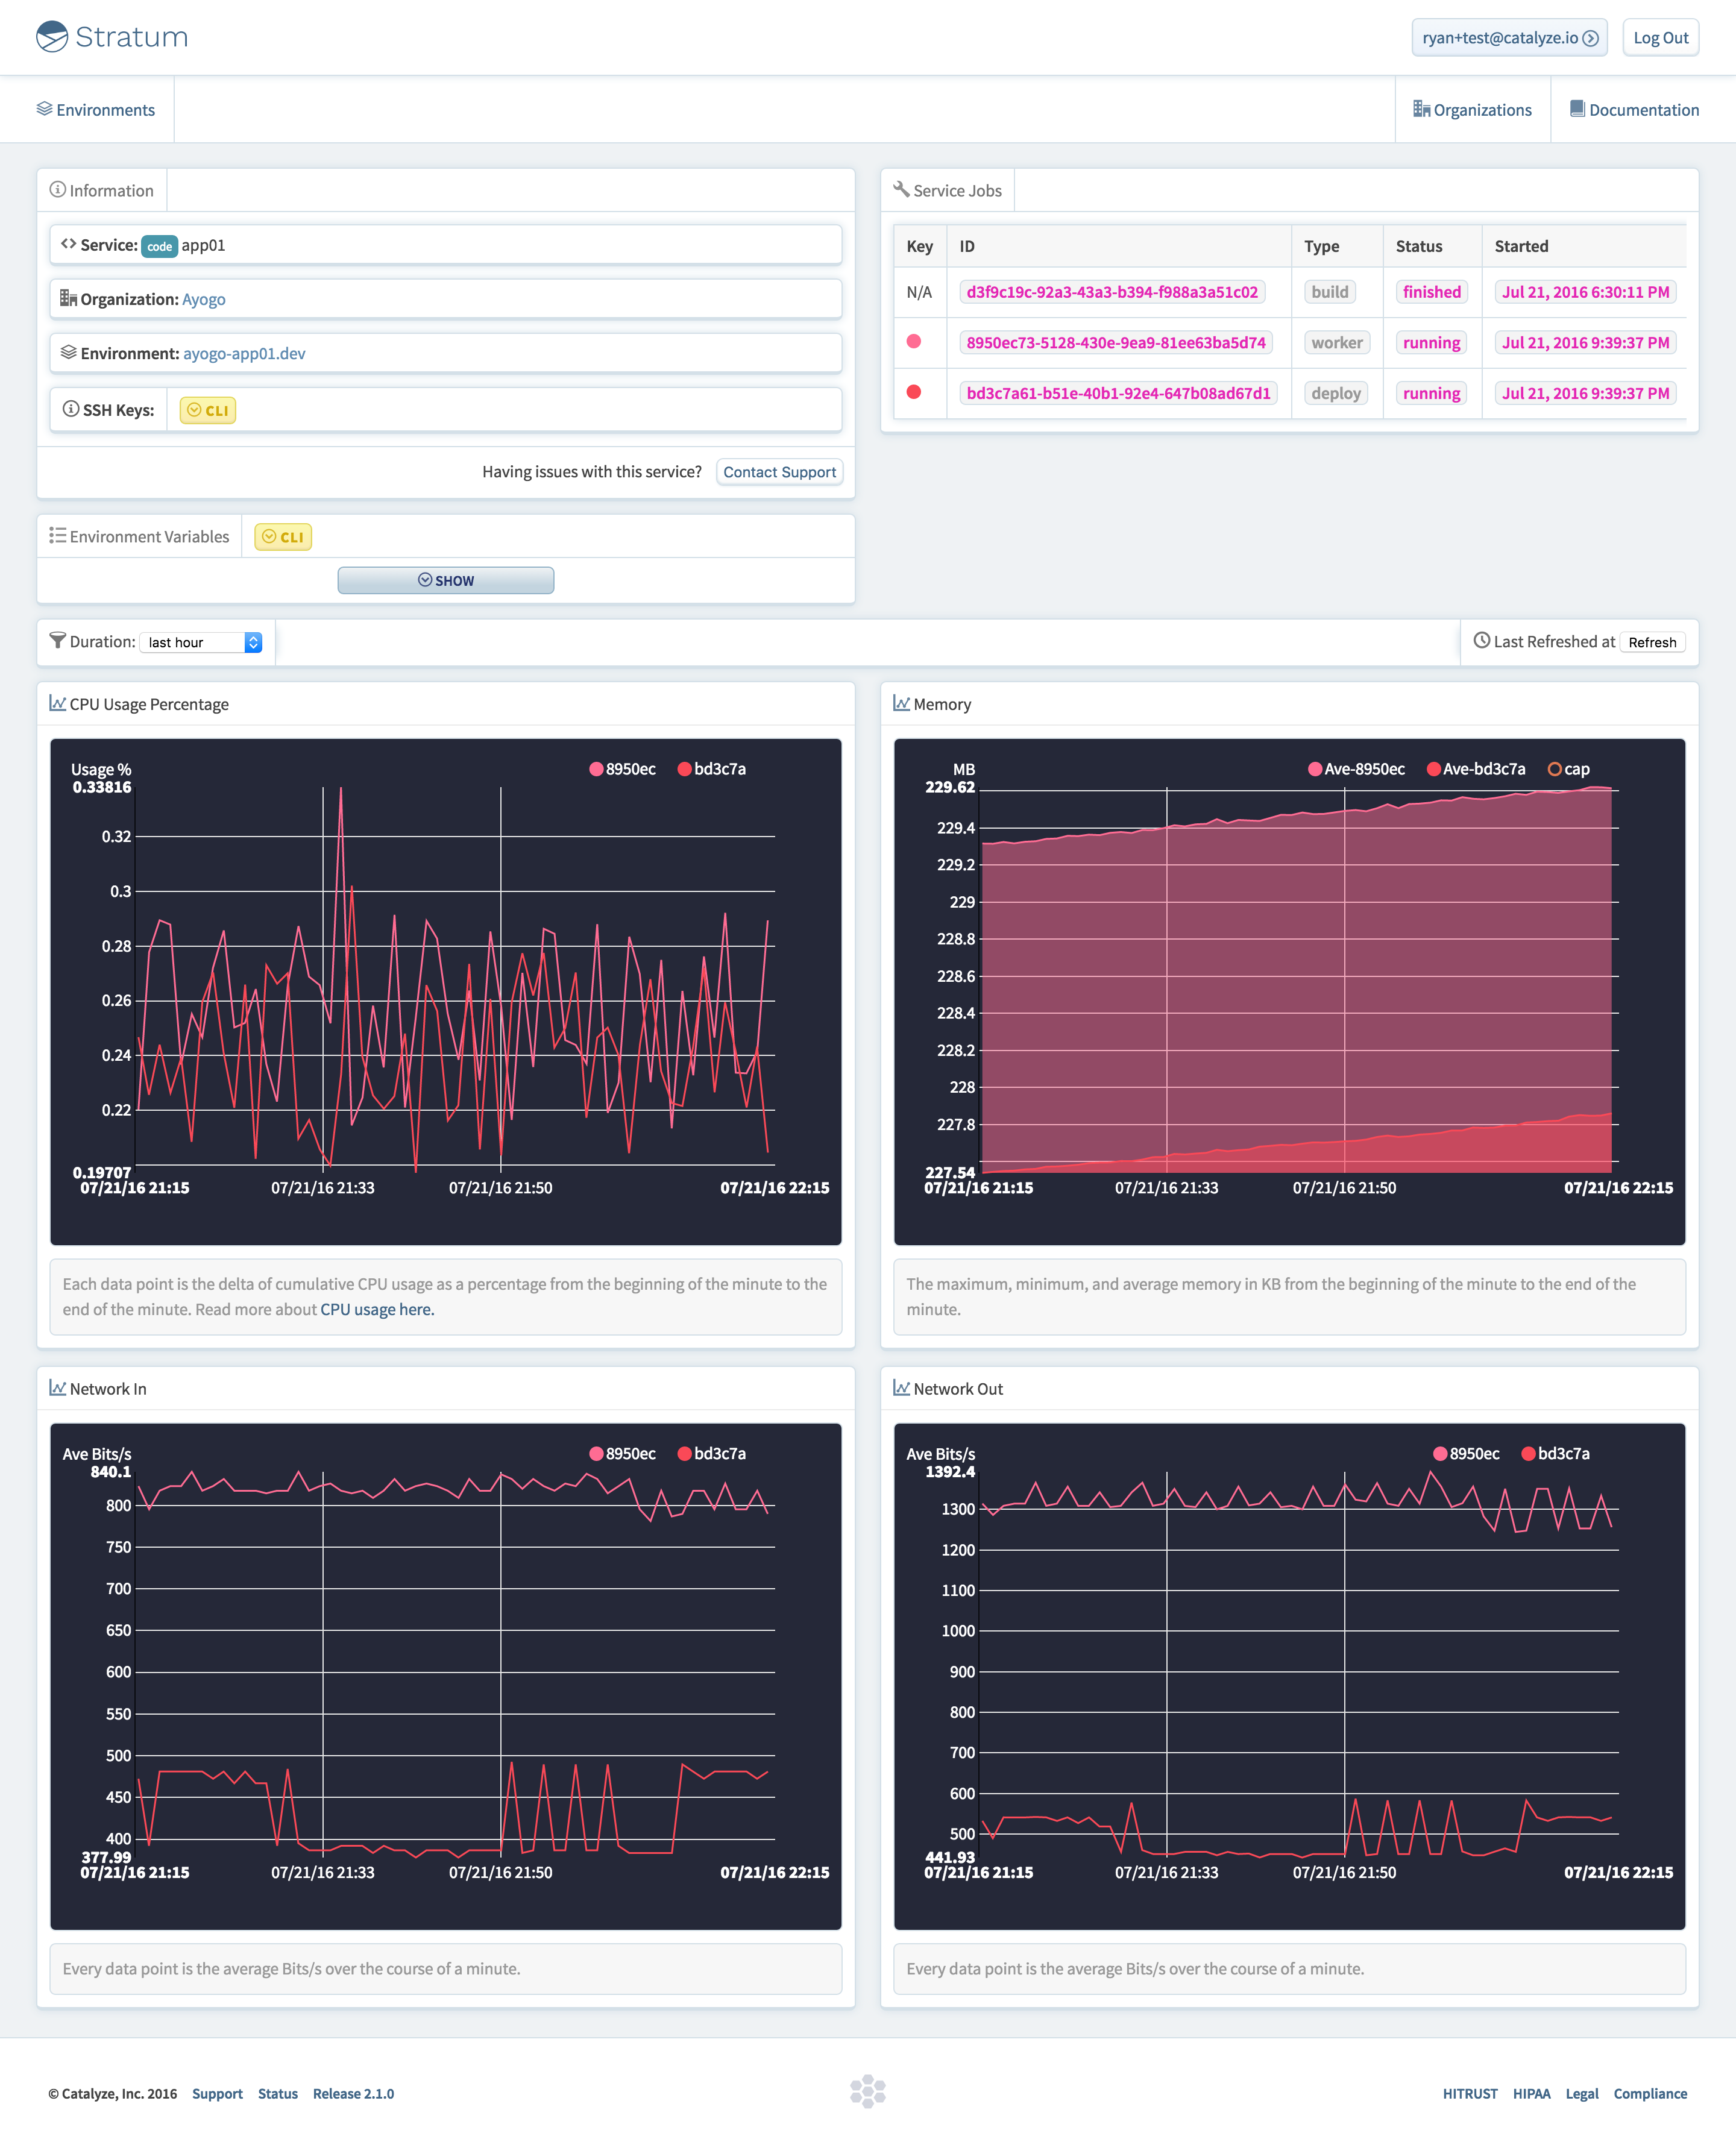 Stratum
ryan+test@catalyze.io
Log Out
Environments
Organizations
Documentation
Information
Service: code app01
Organization: Ayogo
Environment: ayogo-app01.dev
SSH Keys: CLI
Having issues with this service? Contact Support
Service Jobs
Key ID Type Status Started
N/A d3f9c19c-92a3-43a3-b394-f988a3a51c02 build finished Jul 21, 2016 6:30:11 PM
8950ec73-5128-430e-9ea9-81ee63ba5d74 worker running Jul 21, 2016 9:39:37 PM
bd3c7a61-b51e-40b1-92e4-647b08ad67d1 deploy running Jul 21, 2016 9:39:37 PM
Environment Variables CLI
SHOW
Duration: last hour
Last Refreshed at Refresh
CPU Usage Percentage
Usage % 8950ec bd3c7a
0.33816
0.32
0.3
0.28
0.26
0.24
0.22
0.19707
07/21/16 21:15 07/21/16 21:33 07/21/16 21:50 07/21/16 22:15
Each data point is the delta of cumulative CPU usage as a percentage from the beginning of the minute to the
end of the minute. Read more about CPU usage here.
Memory
MB Ave-8950ec Ave-bd3c7a cap
229.62
229.4
229.2
229
228.8
228.6
228.4
228.2
228
227.8
227.54
07/21/16 21:15 07/21/16 21:33 07/21/16 21:50 07/21/16 22:15
The maximum, minimum, and average memory in KB from the beginning of the minute to the end of the
minute.
Network In
Ave Bits/s 8950ec bd3c7a
840.1
800
750
700
650
600
550
500
450
400
377.99
07/21/16 21:15 07/21/16 21:33 07/21/16 21:50 07/21/16 22:15
Every data point is the average Bits/s over the course of a minute.
Network Out
Ave Bits/s 8950ec bd3c7a
1392.4
1300
1200
1100
1000
900
800
700
600
500
441.93
07/21/16 21:15 07/21/16 21:33 07/21/16 21:50 07/21/16 22:15
Every data point is the average Bits/s over the course of a minute.
© Catalyze, Inc. 2016 Support Status Release 2.1.0
HITRUST HIPAA Legal Compliance